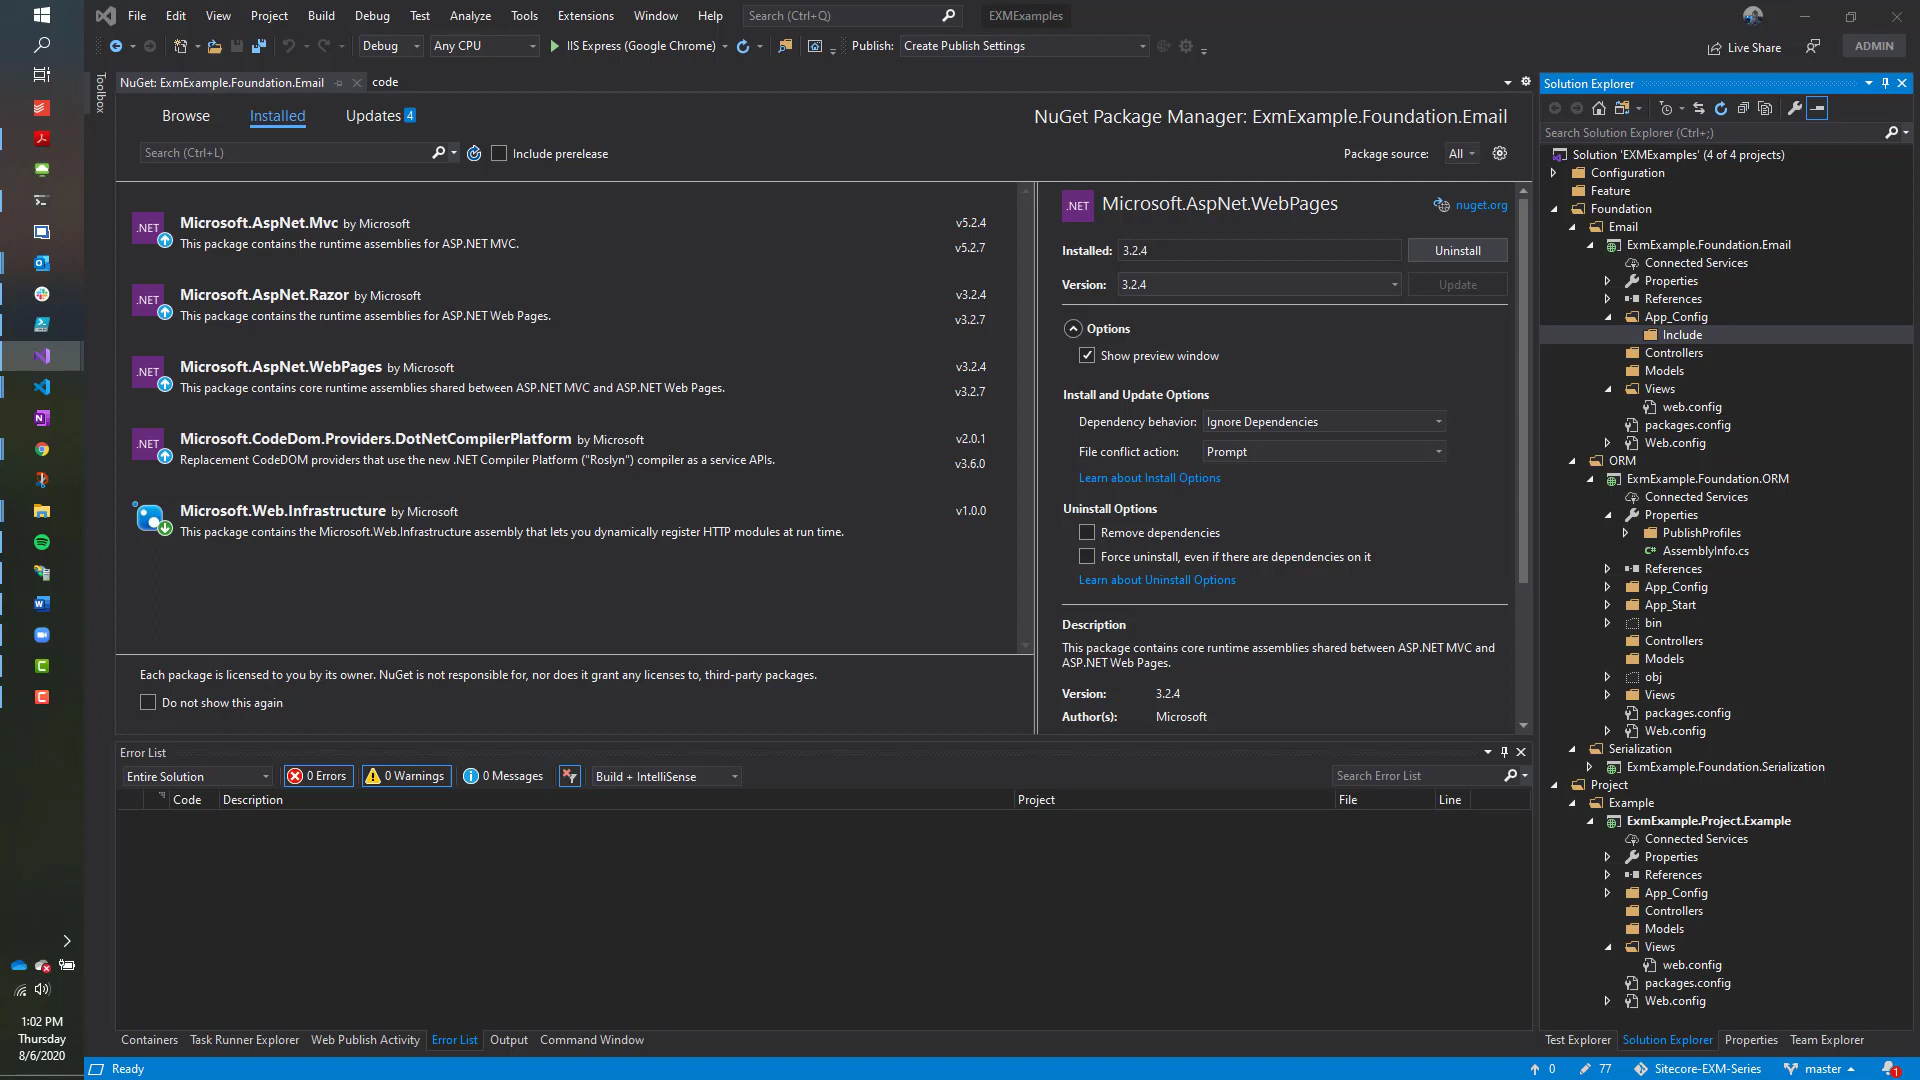 File Edit View Project Build Debug Test Analyze Tools Extensions Window Help Search (Ctrl+Q) EXMExamples
Debug Any CPU IIS Express (Google Chrome) Publish: Create Publish Settings Live Share ADMIN
Toolbox
NuGet: ExmExample.Foundation.Email code
Browse Installed Updates 4
NuGet Package Manager: ExmExample.Foundation.Email
Search (Ctrl+L) Include prerelease
Package source: All
Microsoft.AspNet.Mvc by Microsoft v5.2.4
This package contains the runtime assemblies for ASP.NET MVC. v5.2.7
Microsoft.AspNet.Razor by Microsoft v3.2.4
This package contains the runtime assemblies for ASP.NET Web Pages. v3.2.7
Microsoft.AspNet.WebPages by Microsoft v3.2.4
This package contains core runtime assemblies shared between ASP.NET MVC and ASP.NET Web Pages. v3.2.7
Microsoft.CodeDom.Providers.DotNetCompilerPlatform by Microsoft v2.0.1
Replacement CodeDOM providers that use the new .NET Compiler Platform ("Roslyn") compiler as a service APIs. v3.6.0
Microsoft.Web.Infrastructure by Microsoft v1.0.0
This package contains the Microsoft.Web.Infrastructure assembly that lets you dynamically register HTTP modules at run time.
.NET
.NET
.NET
.NET
Each package is licensed to you by its owner. NuGet is not responsible for, nor does it grant any licenses to, third-party packages.
Do not show this again
.NET Microsoft.AspNet.WebPages nuget.org
Installed: 3.2.4 Uninstall
Version: 3.2.4 Update
Options
Show preview window
Install and Update Options
Dependency behavior: Ignore Dependencies
File conflict action: Prompt
Learn about Install Options
Uninstall Options
Remove dependencies
Force uninstall, even if there are dependencies on it
Learn about Uninstall Options
Description
This package contains core runtime assemblies shared between ASP.NET MVC and
ASP.NET Web Pages.
Version: 3.2.4
Author(s): Microsoft
Error List
Entire Solution 0 Errors 0 Warnings 0 Messages Build + IntelliSense Search Error List
Code Description Project File Line
Containers Task Runner Explorer Web Publish Activity Error List Output Command Window
Solution Explorer
Search Solution Explorer (Ctrl+;)
Solution 'EXMExamples' (4 of 4 projects)
Configuration
Feature
Foundation
Email
ExmExample.Foundation.Email
Connected Services
Properties
References
App_Config
Include
Controllers
Models
Views
web.config
packages.config
Web.config
ORM
ExmExample.Foundation.ORM
Connected Services
Properties
PublishProfiles
C# AssemblyInfo.cs
References
App_Config
App_Start
bin
Controllers
Models
obj
Views
packages.config
Web.config
Serialization
ExmExample.Foundation.Serialization
Project
Example
ExmExample.Project.Example
Connected Services
Properties
References
App_Config
Controllers
Models
Views
web.config
packages.config
Web.config
Test Explorer Solution Explorer Properties Team Explorer
1:02 PM
Thursday
8/6/2020
Ready 0 77 Sitecore-EXM-Series master 1